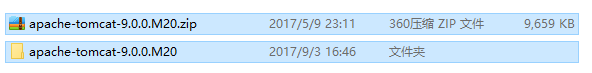 apache-tomcat-9.0.0.M20.zip 2017/5/9 23:11 360压缩 ZIP 文件 9,659 KB
apache-tomcat-9.0.0.M20 2017/9/3 16:46 文件夹